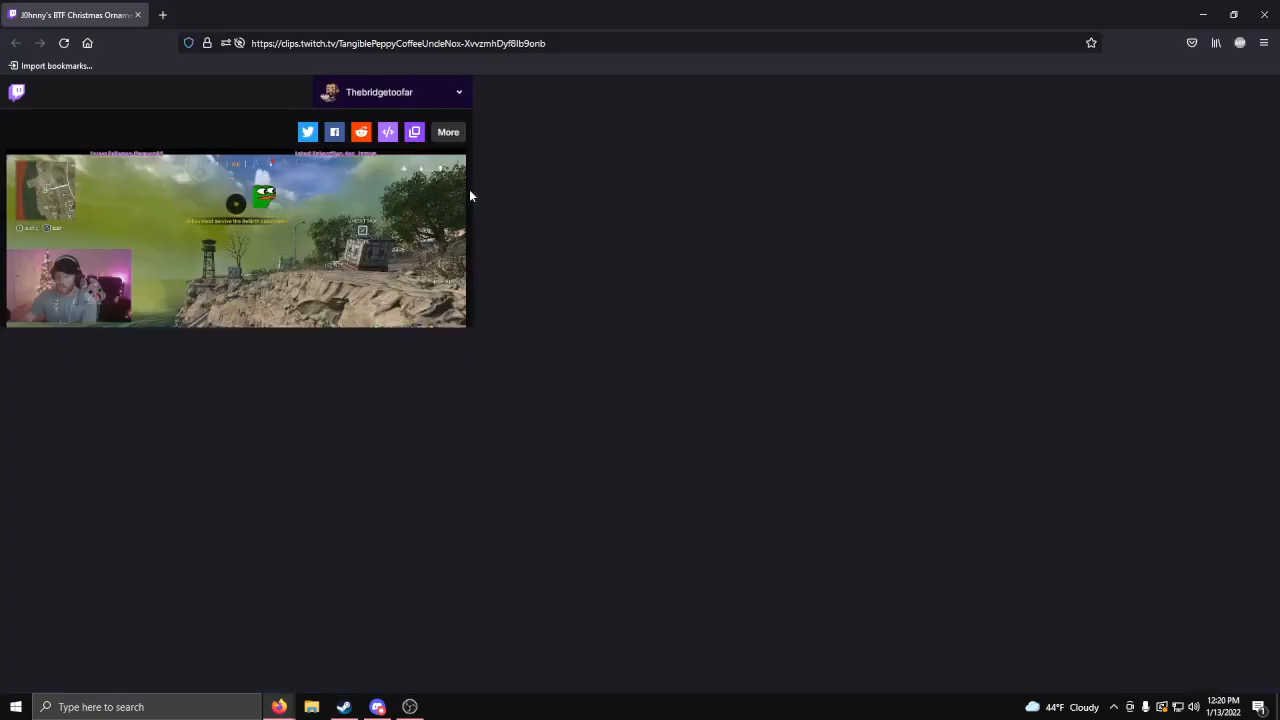 J0hnny's BTF Christmas Orname
https://clips.twitch.tv/TangiblePeppyCoffeeUncleNox-XvvzmhDyf8Ib9onb
Import bookmarks...
Thebridgetoofar
More
NE
Type here to search
44°F Cloudy
12:20 PM
1/13/2022